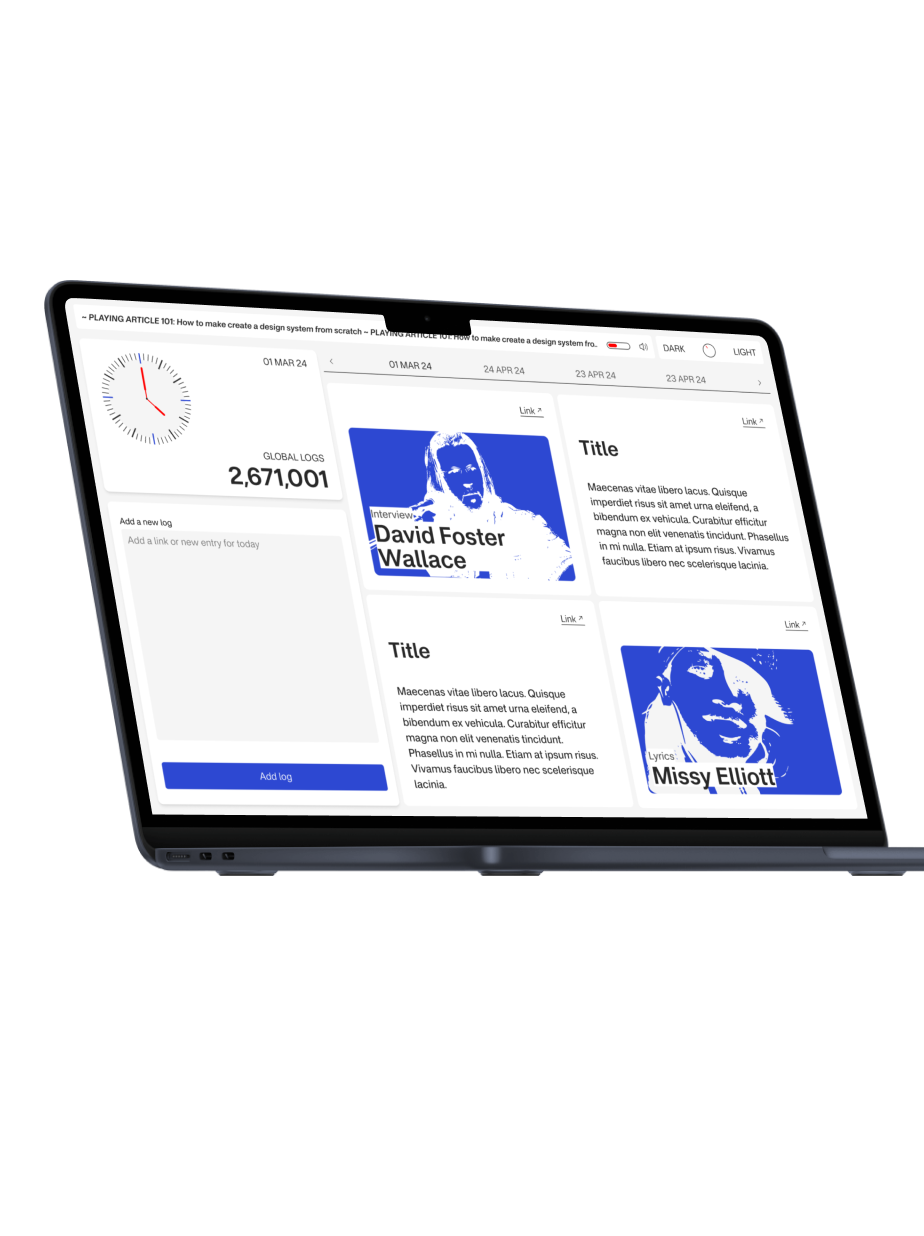 ~ PLAYING ARTICLE 101: How to make create a design system from scratch ~ PLAYING ARTICLE 101: How to make create a design system fro..
DARK
LIGHT
01 MAR 24
GLOBAL LOGS
2,671,001
Add a new log
Add a link or new entry for today
Add log
‹
01 MAR 24
24 APR 24
23 APR 24
23 APR 24
›
Link ↗
Interview
David Foster
Wallace
Link ↗
Title
Maecenas vitae libero lacus. Quisque
imperdiet risus sit amet urna eleifend, a
bibendum ex vehicula. Curabitur efficitur
magna non elit venenatis tincidunt. Phasellus
in mi nulla. Etiam at ipsum risus. Vivamus
faucibus libero nec scelerisque lacinia.
Link ↗
Title
Maecenas vitae libero lacus. Quisque
imperdiet risus sit amet urna eleifend, a
bibendum ex vehicula. Curabitur efficitur
magna non elit venenatis tincidunt.
Phasellus in mi nulla. Etiam at ipsum risus.
Vivamus faucibus libero nec scelerisque
lacinia.
Link ↗
Lyrics
Missy Elliott